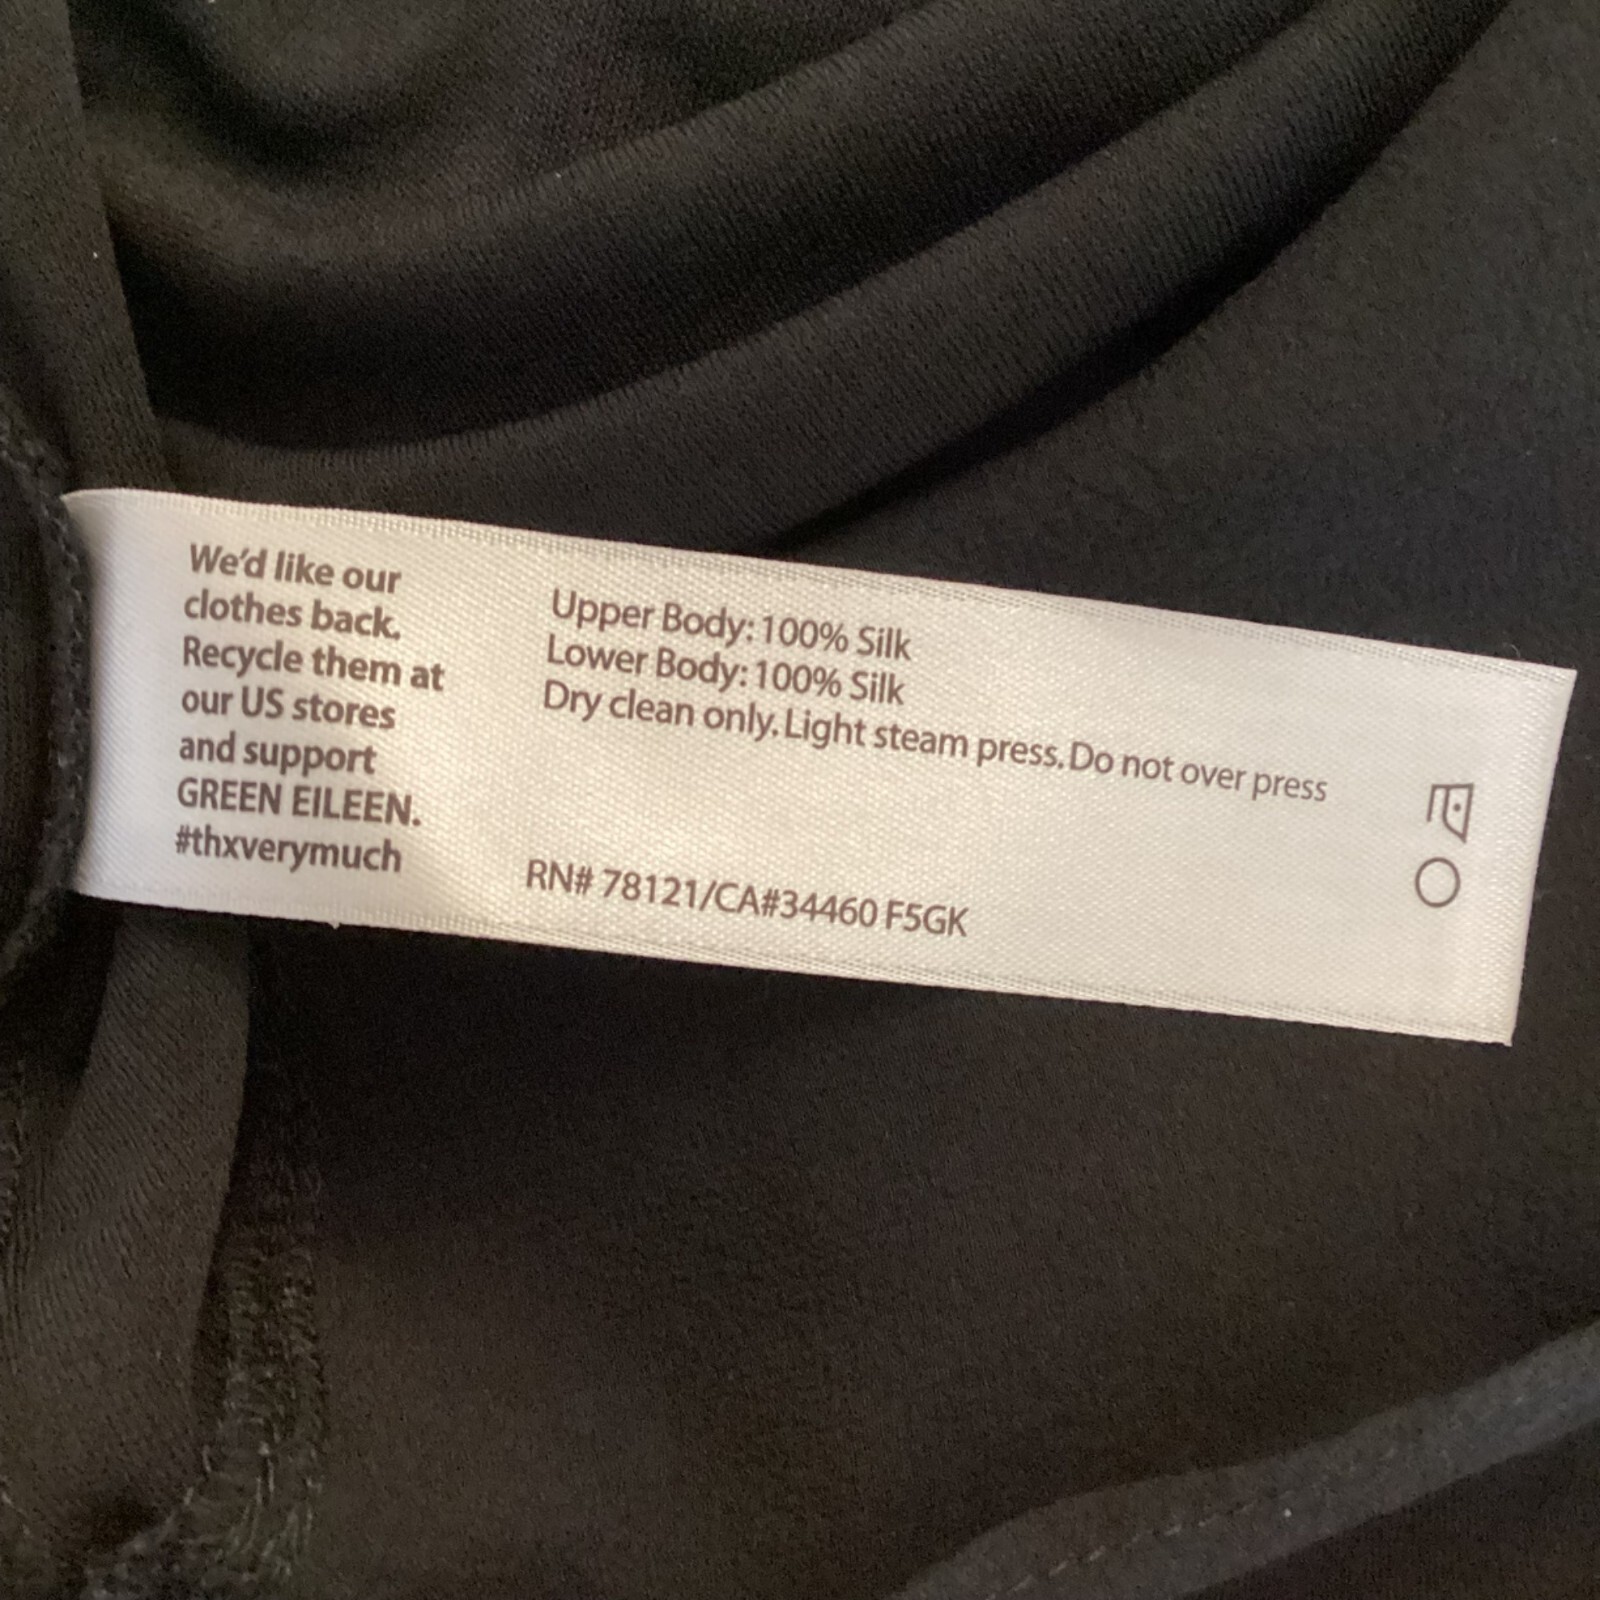 We'd like our
clothes back.
Recycle them at
our US stores
and support
GREEN EILEEN.
#thxverymuch
Upper Body: 100% Silk
Lower Body: 100% Silk
Dry clean only. Light steam press. Do not over press
RN# 78121/CA#34460 F5GK